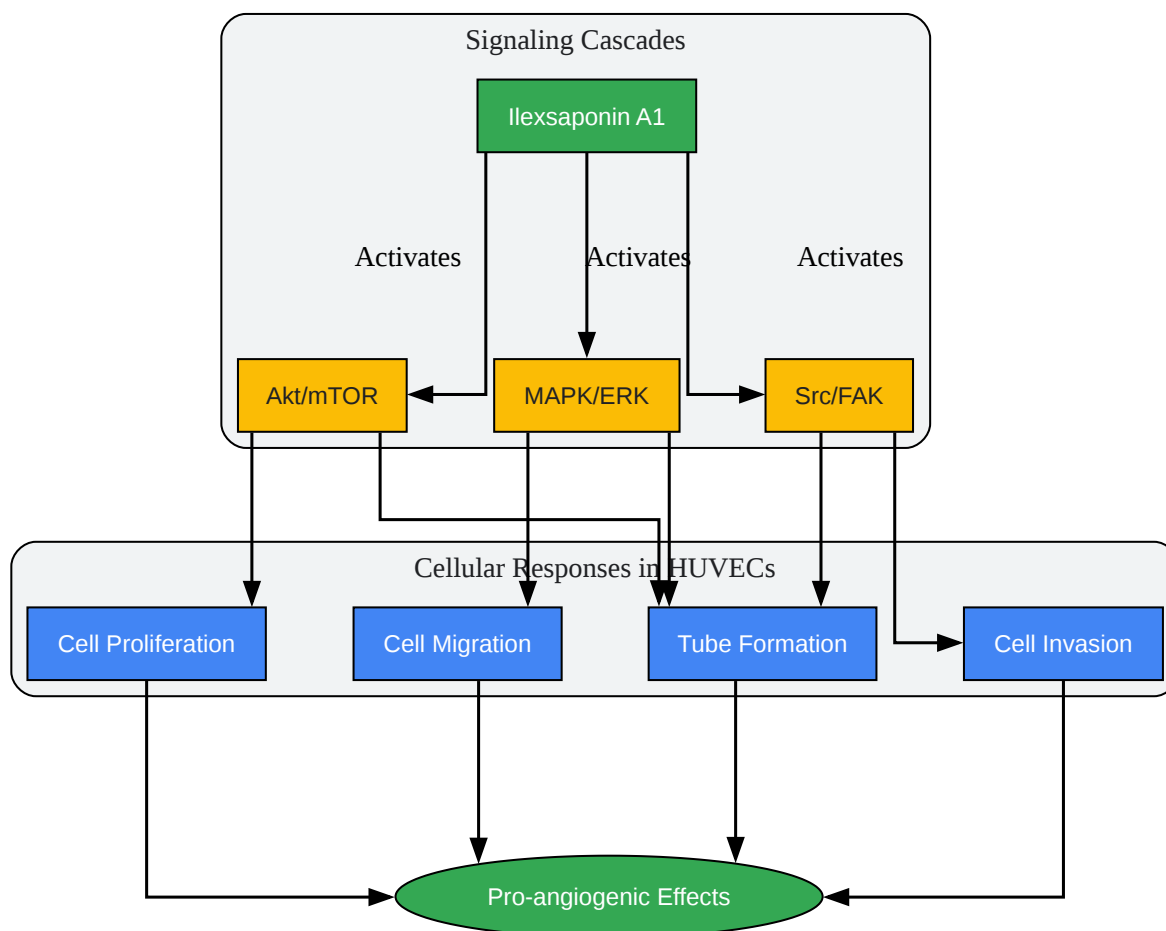 Signaling Cascades
Ilexsaponin A1
Activates
Activates
Activates
Akt/mTOR
MAPK/ERK
Src/FAK
Cellular Responses in HUVECs
Cell Proliferation
Cell Migration
Tube Formation
Cell Invasion
Pro-angiogenic Effects